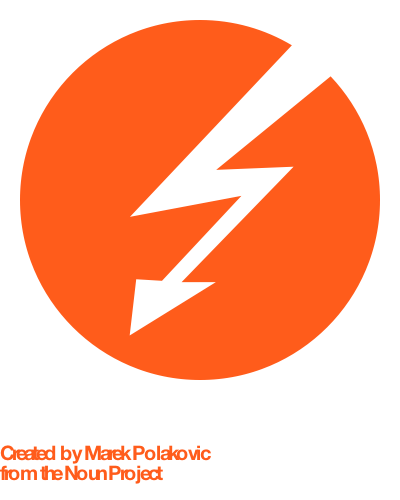 Created by Marek Polakovic
from the Noun Project